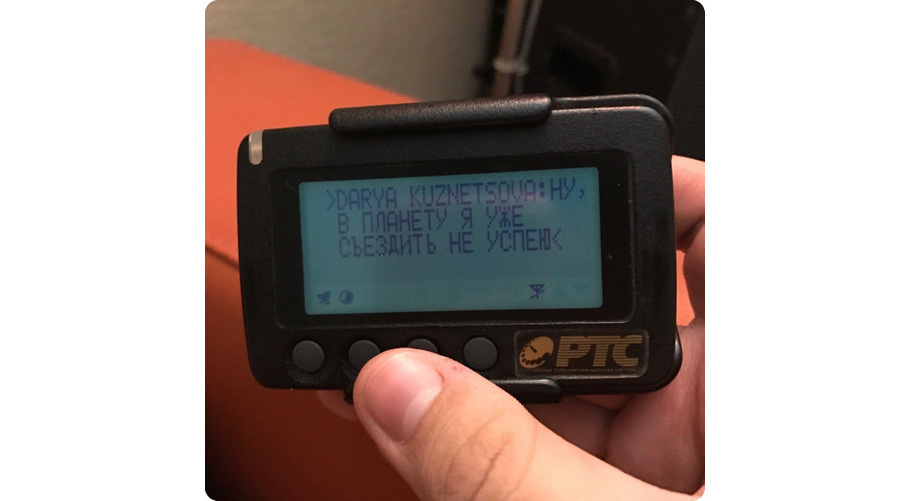 >DARYA KUZNETSOVA:НУ,
В ПЛАНЕТУ Я УЖЕ
СЪЕЗДИТЬ НЕ УСПЕЮ<
РТС